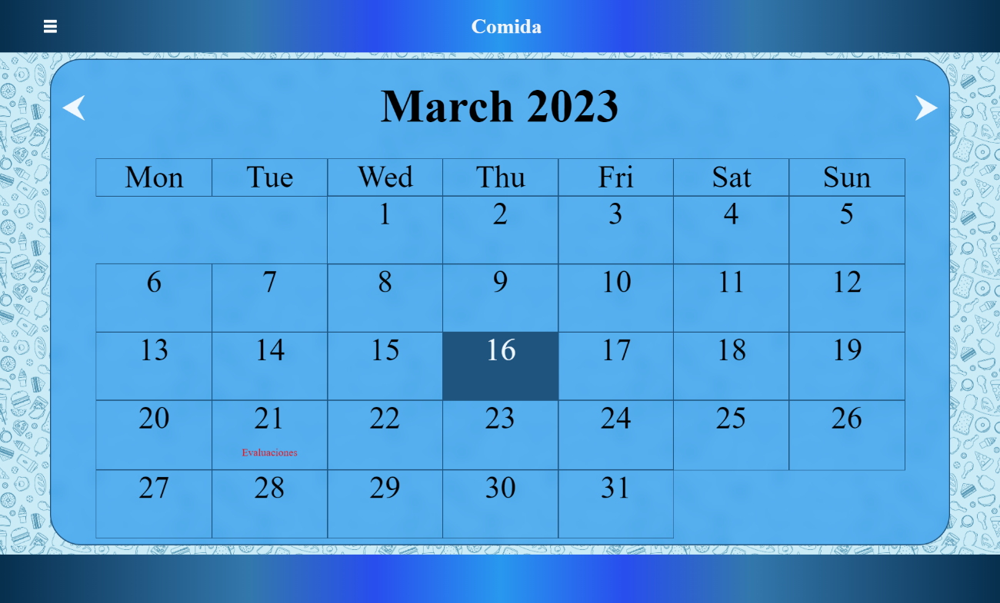 Comida
March 2023
Mon Tue Wed Thu Fri Sat Sun
1 2 3 4 5
6 7 8 9 10 11 12
13 14 15 16 17 18 19
20 21 22 23 24 25 26
Evaluaciones
27 28 29 30 31